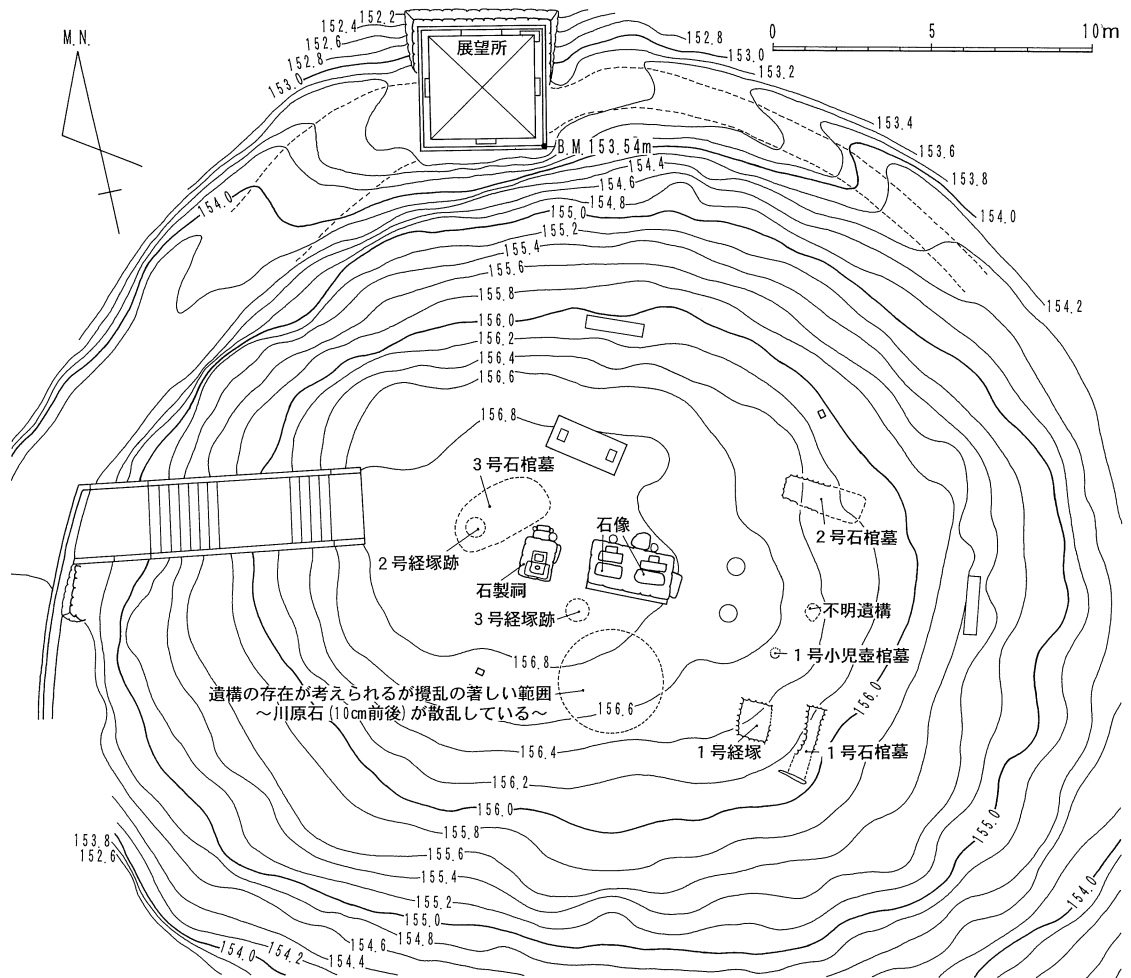 M.N.
152.2
152.4
152.6
152.8
153.0
展望所
152.8
153.0
153.2
0 5 10m
153.4
153.6
153.8
154.0
154.2
B.M.153.54m
154.0
154.4
154.6
154.8
155.0
155.2
155.4
155.6
155.8
156.0
156.2
156.4
156.6
156.8
3号石棺墓
2号経塚跡
石製祠
石像
3号経塚跡
2号石棺墓
不明遺構
1号小児壺棺墓
156.8
遺構の存在が考えられるが攪乱の著しい範囲
～川原石(10cm前後)が散乱している～
156.6
156.0
1号経塚
1号石棺墓
156.4
156.2
156.0
155.8
155.6
155.4
155.2
155.0
154.8
154.6
154.4
154.2
154.0
153.8
152.6
155.0
154.0